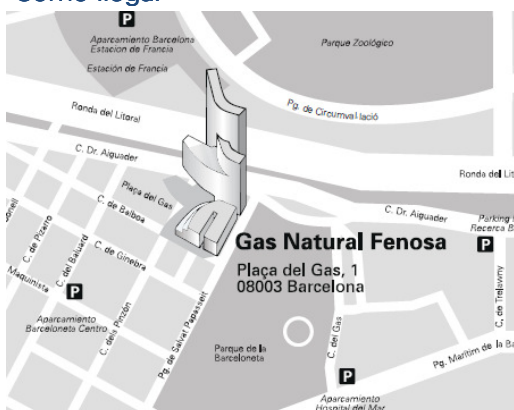 Cómo llegar
P
Aparcamiento Barcelona
Estacion de Francia
Estación de Francia
Parque Zoológico
Pg. de Circumval.lació
Ronda del Litoral
C. Dr. Aiguader
Ronda del Lit
Plaça del Gas
C. de Balboa
C. de Pizarro
C. del Baluard
C. de Ginebra
Maquinista
P
Aparcamiento
Barceloneta Centro
C. dels Pinzón
Pg. de Salvat Papasseit
Gas Natural Fenosa
Plaça del Gas, 1
08003 Barcelona
C. Dr. Aiguader
Parking
Recerca B
P
C. de Trelawny
Parque de la
Barceloneta
C. del Gas
Pg. Marítim de la Ba
P
Aparcamiento
Hospital del Mar